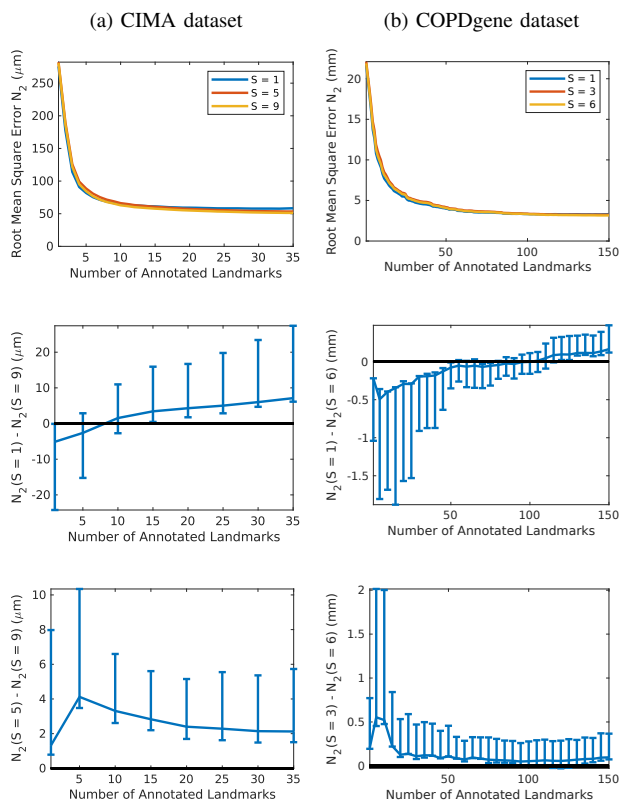 (a) CIMA dataset
(b) COPDgene dataset
Root Mean Square Error N₂ (μm)
250
200
150
100
50
0
S = 1
S = 5
S = 9
5 10 15 20 25 30 35
Number of Annotated Landmarks
Root Mean Square Error N₂ (mm)
20
15
10
5
0
S = 1
S = 3
S = 6
50 100 150
Number of Annotated Landmarks
N₂(S = 1) - N₂(S = 9) (μm)
20
10
0
-10
-20
5 10 15 20 25 30 35
Number of Annotated Landmarks
N₂(S = 1) - N₂(S = 6) (mm)
0
-0.5
-1
-1.5
50 100 150
Number of Annotated Landmarks
N₂(S = 5) - N₂(S = 9) (μm)
10
8
6
4
2
0
5 10 15 20 25 30 35
Number of Annotated Landmarks
N₂(S = 3) - N₂(S = 6) (mm)
2
1.5
1
0.5
0
50 100 150
Number of Annotated Landmarks